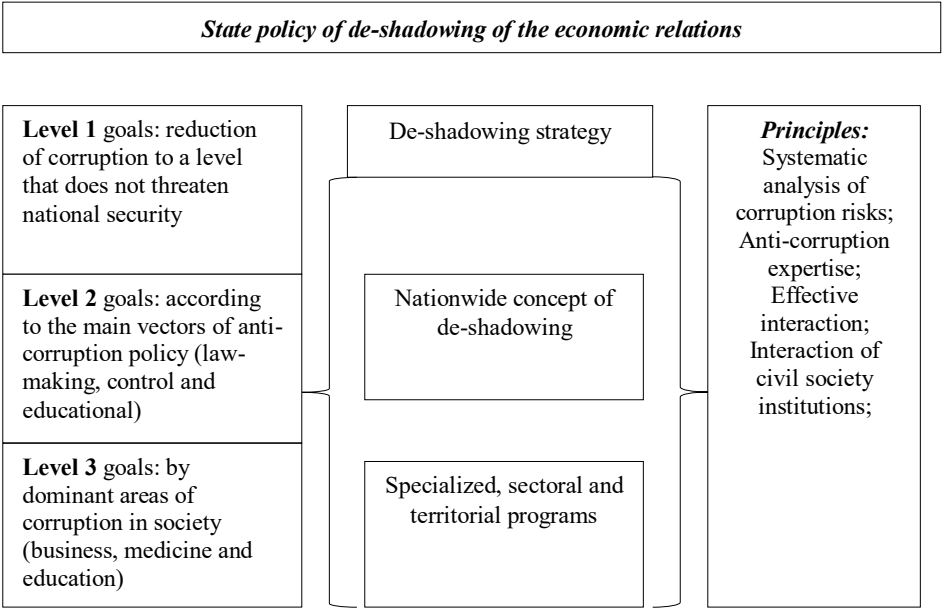 State policy of de-shadowing of the economic relations
Level 1 goals: reduction
of corruption to a level
that does not threaten
national security
Level 2 goals: according
to the main vectors of anti-
corruption policy (law-
making, control and
educational)
Level 3 goals: by
dominant areas of
corruption in society
(business, medicine and
education)
De-shadowing strategy
Nationwide concept of
de-shadowing
Specialized, sectoral and
territorial programs
Principles:
Systematic
analysis of
corruption risks;
Anti-corruption
expertise;
Effective
interaction;
Interaction of
civil society
institutions;